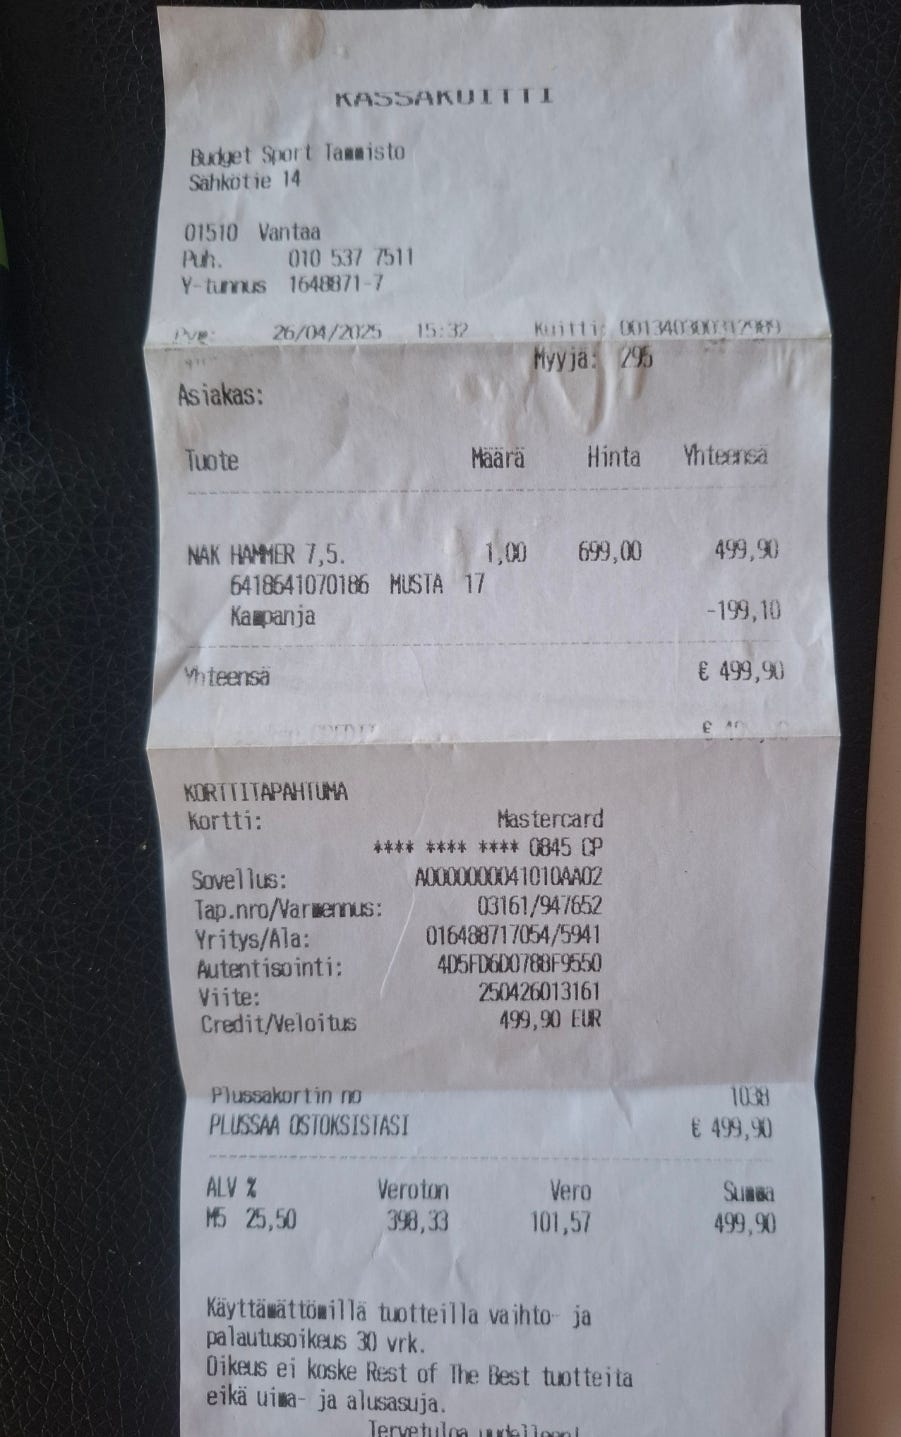 KASSAKUITTI
Budget Sport Tammisto
Sähkötie 14
01510 Vantaa
Puh. 010 537 7511
Y-tunnus 1648871-7
26/04/2025 15:32 Kuitti:
Myyjä: 295
Asiakas:
Tuote Määrä Hinta Yhteensä
NAK HAMMER 7,5. 1,00 699,00 499,90
6418641070186 MUSTA 17
Kampanja -199,10
Yhteensä € 499,90
CREDIT €
KORTTITAPAHTUMA
Kortti: Mastercard
**** **** **** 0845 CP
Sovellus: A0000000041010AA02
Tap.nro/Varmennus: 03161/947652
Yritys/Ala: 016488717054/5941
Autentisointi: 4D5FD6D0788F9550
Viite: 250426013161
Credit/Veloitus 499,90 EUR
Plussakortin no 1038
PLUSSAA OSTOKSISTASI € 499,90
ALV % Veroton Vero Summa
M5 25,50 398,33 101,57 499,90
Käyttämättömillä tuotteilla vaihto- ja
palautusoikeus 30 vrk.
Oikeus ei koske Rest of The Best tuotteita
eikä uima- ja alusasuja.
Tervetuloa uudelleen!